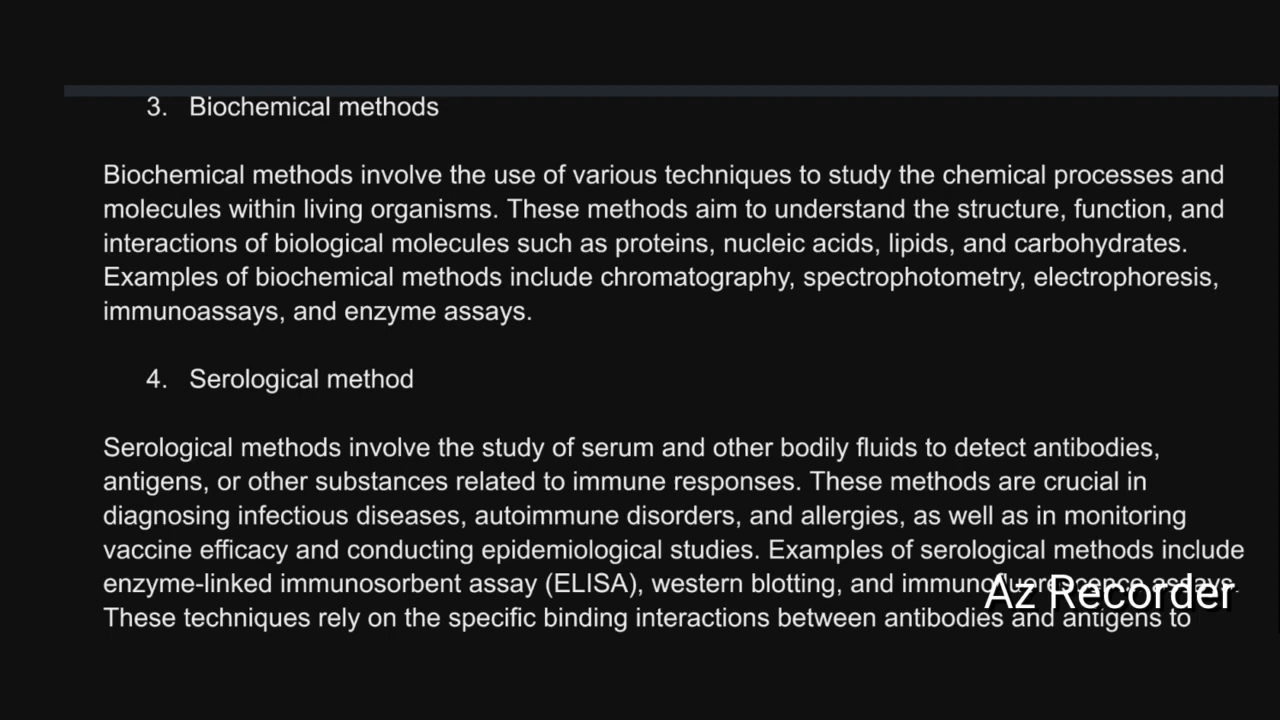 3. Biochemical methods
Biochemical methods involve the use of various techniques to study the chemical processes and
molecules within living organisms. These methods aim to understand the structure, function, and
interactions of biological molecules such as proteins, nucleic acids, lipids, and carbohydrates.
Examples of biochemical methods include chromatography, spectrophotometry, electrophoresis,
immunoassays, and enzyme assays.
4. Serological method
Serological methods involve the study of serum and other bodily fluids to detect antibodies,
antigens, or other substances related to immune responses. These methods are crucial in
diagnosing infectious diseases, autoimmune disorders, and allergies, as well as in monitoring
vaccine efficacy and conducting epidemiological studies. Examples of serological methods include
enzyme-linked immunosorbent assay (ELISA), western blotting, and immunofluorescence assays.
Az Recorder
These techniques rely on the specific binding interactions between antibodies and antigens to